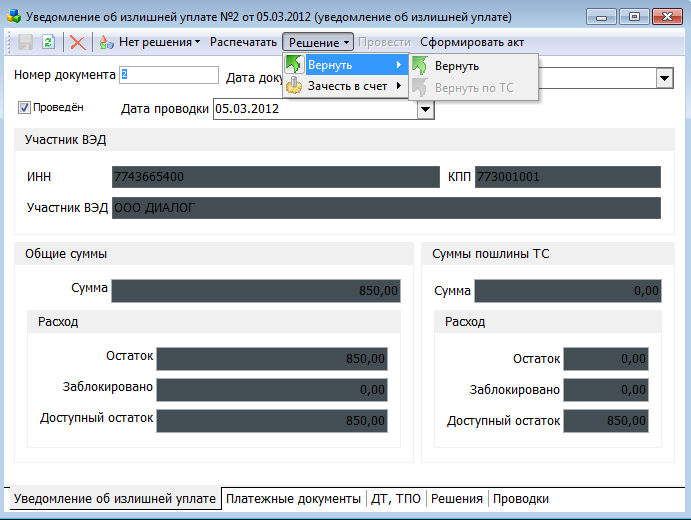 Уведомление об излишней уплате №2 от 05.03.2012 (уведомление об излишней уплате)
Нет решения Распечатать Решение Провести Сформировать акт
Номер документа 2 Дата док
Вернуть Вернуть
Зачесть в счет Вернуть по ТС
Проведён Дата проводки 05.03.2012
Участник ВЭД
ИНН 7743665400 КПП 773001001
Участник ВЭД ООО ДИАЛОГ
Общие суммы Суммы пошлины ТС
Сумма 850,00 Сумма 0,00
Расход Расход
Остаток 850,00 Остаток 0,00
Заблокировано 0,00 Заблокировано 0,00
Доступный остаток 850,00 Доступный остаток 850,00
Уведомление об излишней уплате Платежные документы ДТ, ТПО Решения Проводки